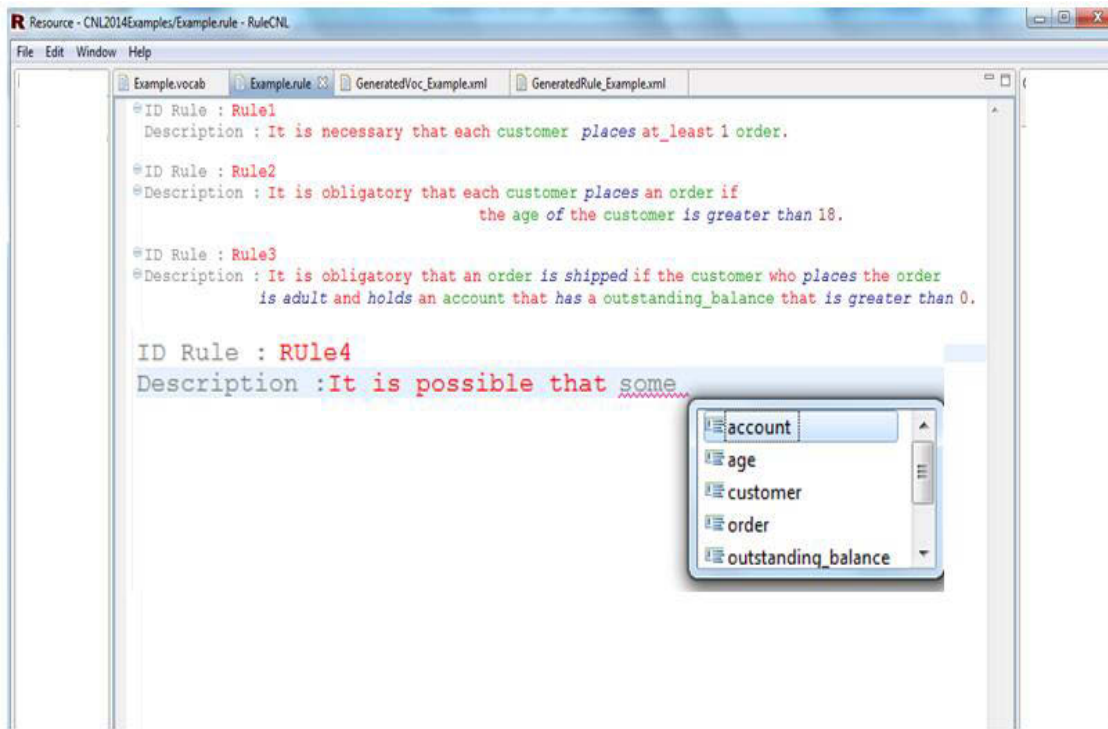 R Resource - CNL2014Examples/Example.rule - RuleCNL
File Edit Window Help
Example.vocab Example.rule GeneratedVoc_Example.xml GeneratedRule_Example.xml
ID Rule : Rule1
Description : It is necessary that each customer places at_least 1 order.
ID Rule : Rule2
Description : It is obligatory that each customer places an order if
the age of the customer is greater than 18.
ID Rule : Rule3
Description : It is obligatory that an order is shipped if the customer who places the order
is adult and holds an account that has a outstanding_balance that is greater than 0.
ID Rule : RUle4
Description :It is possible that some
account
age
customer
order
outstanding_balance